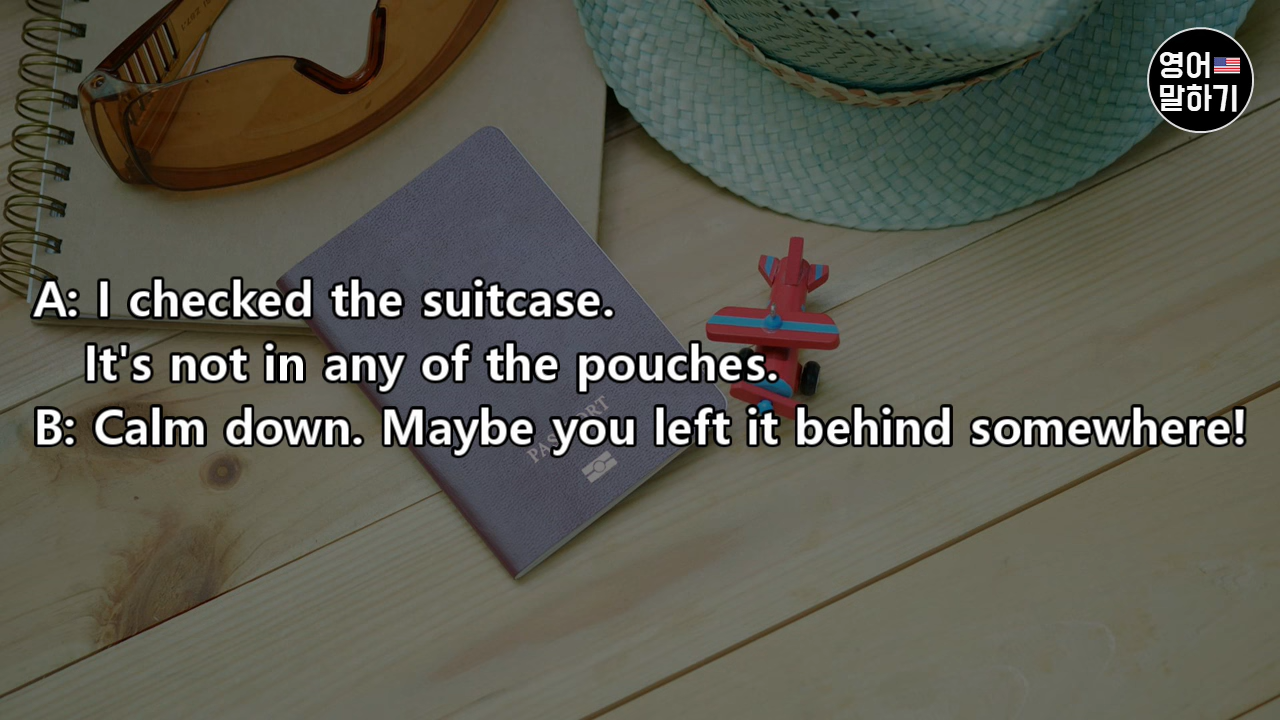 영어
말하기
A: I checked the suitcase.
It's not in any of the pouches.
B: Calm down. Maybe you left it behind somewhere!
PASSPORT